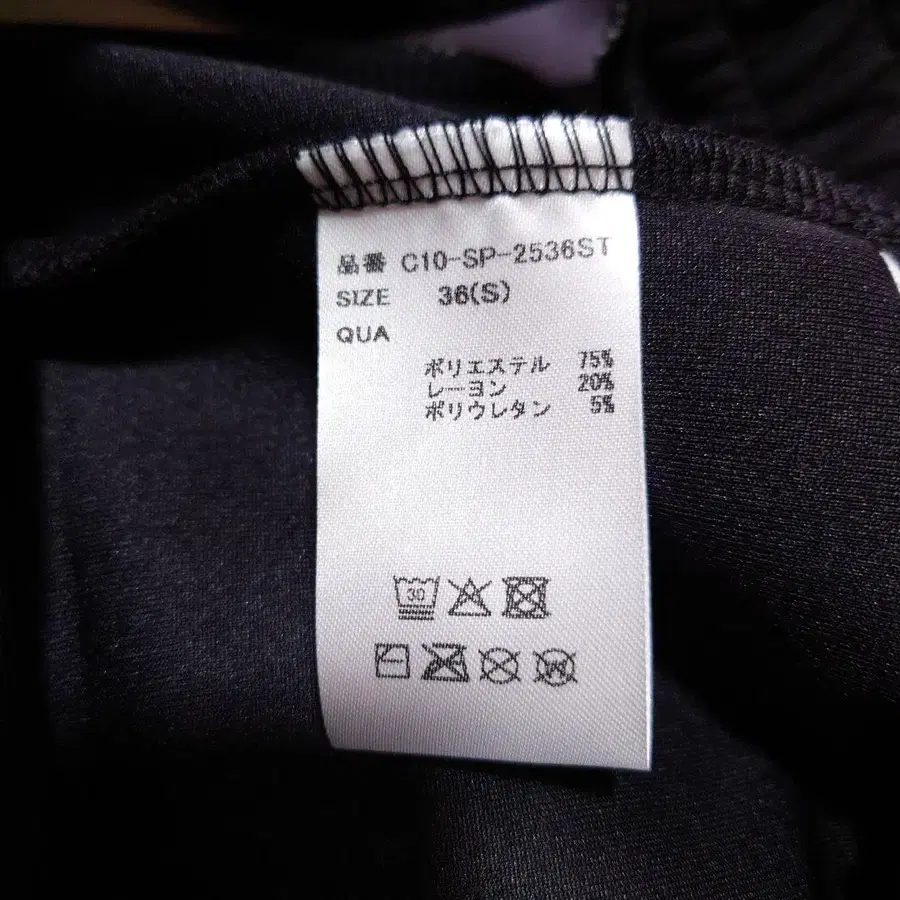 品番 C10-SP-2536ST
SIZE 36(S)
QUA
ポリエステル 75%
レーヨン 20%
ポリウレタン 5%
30
W